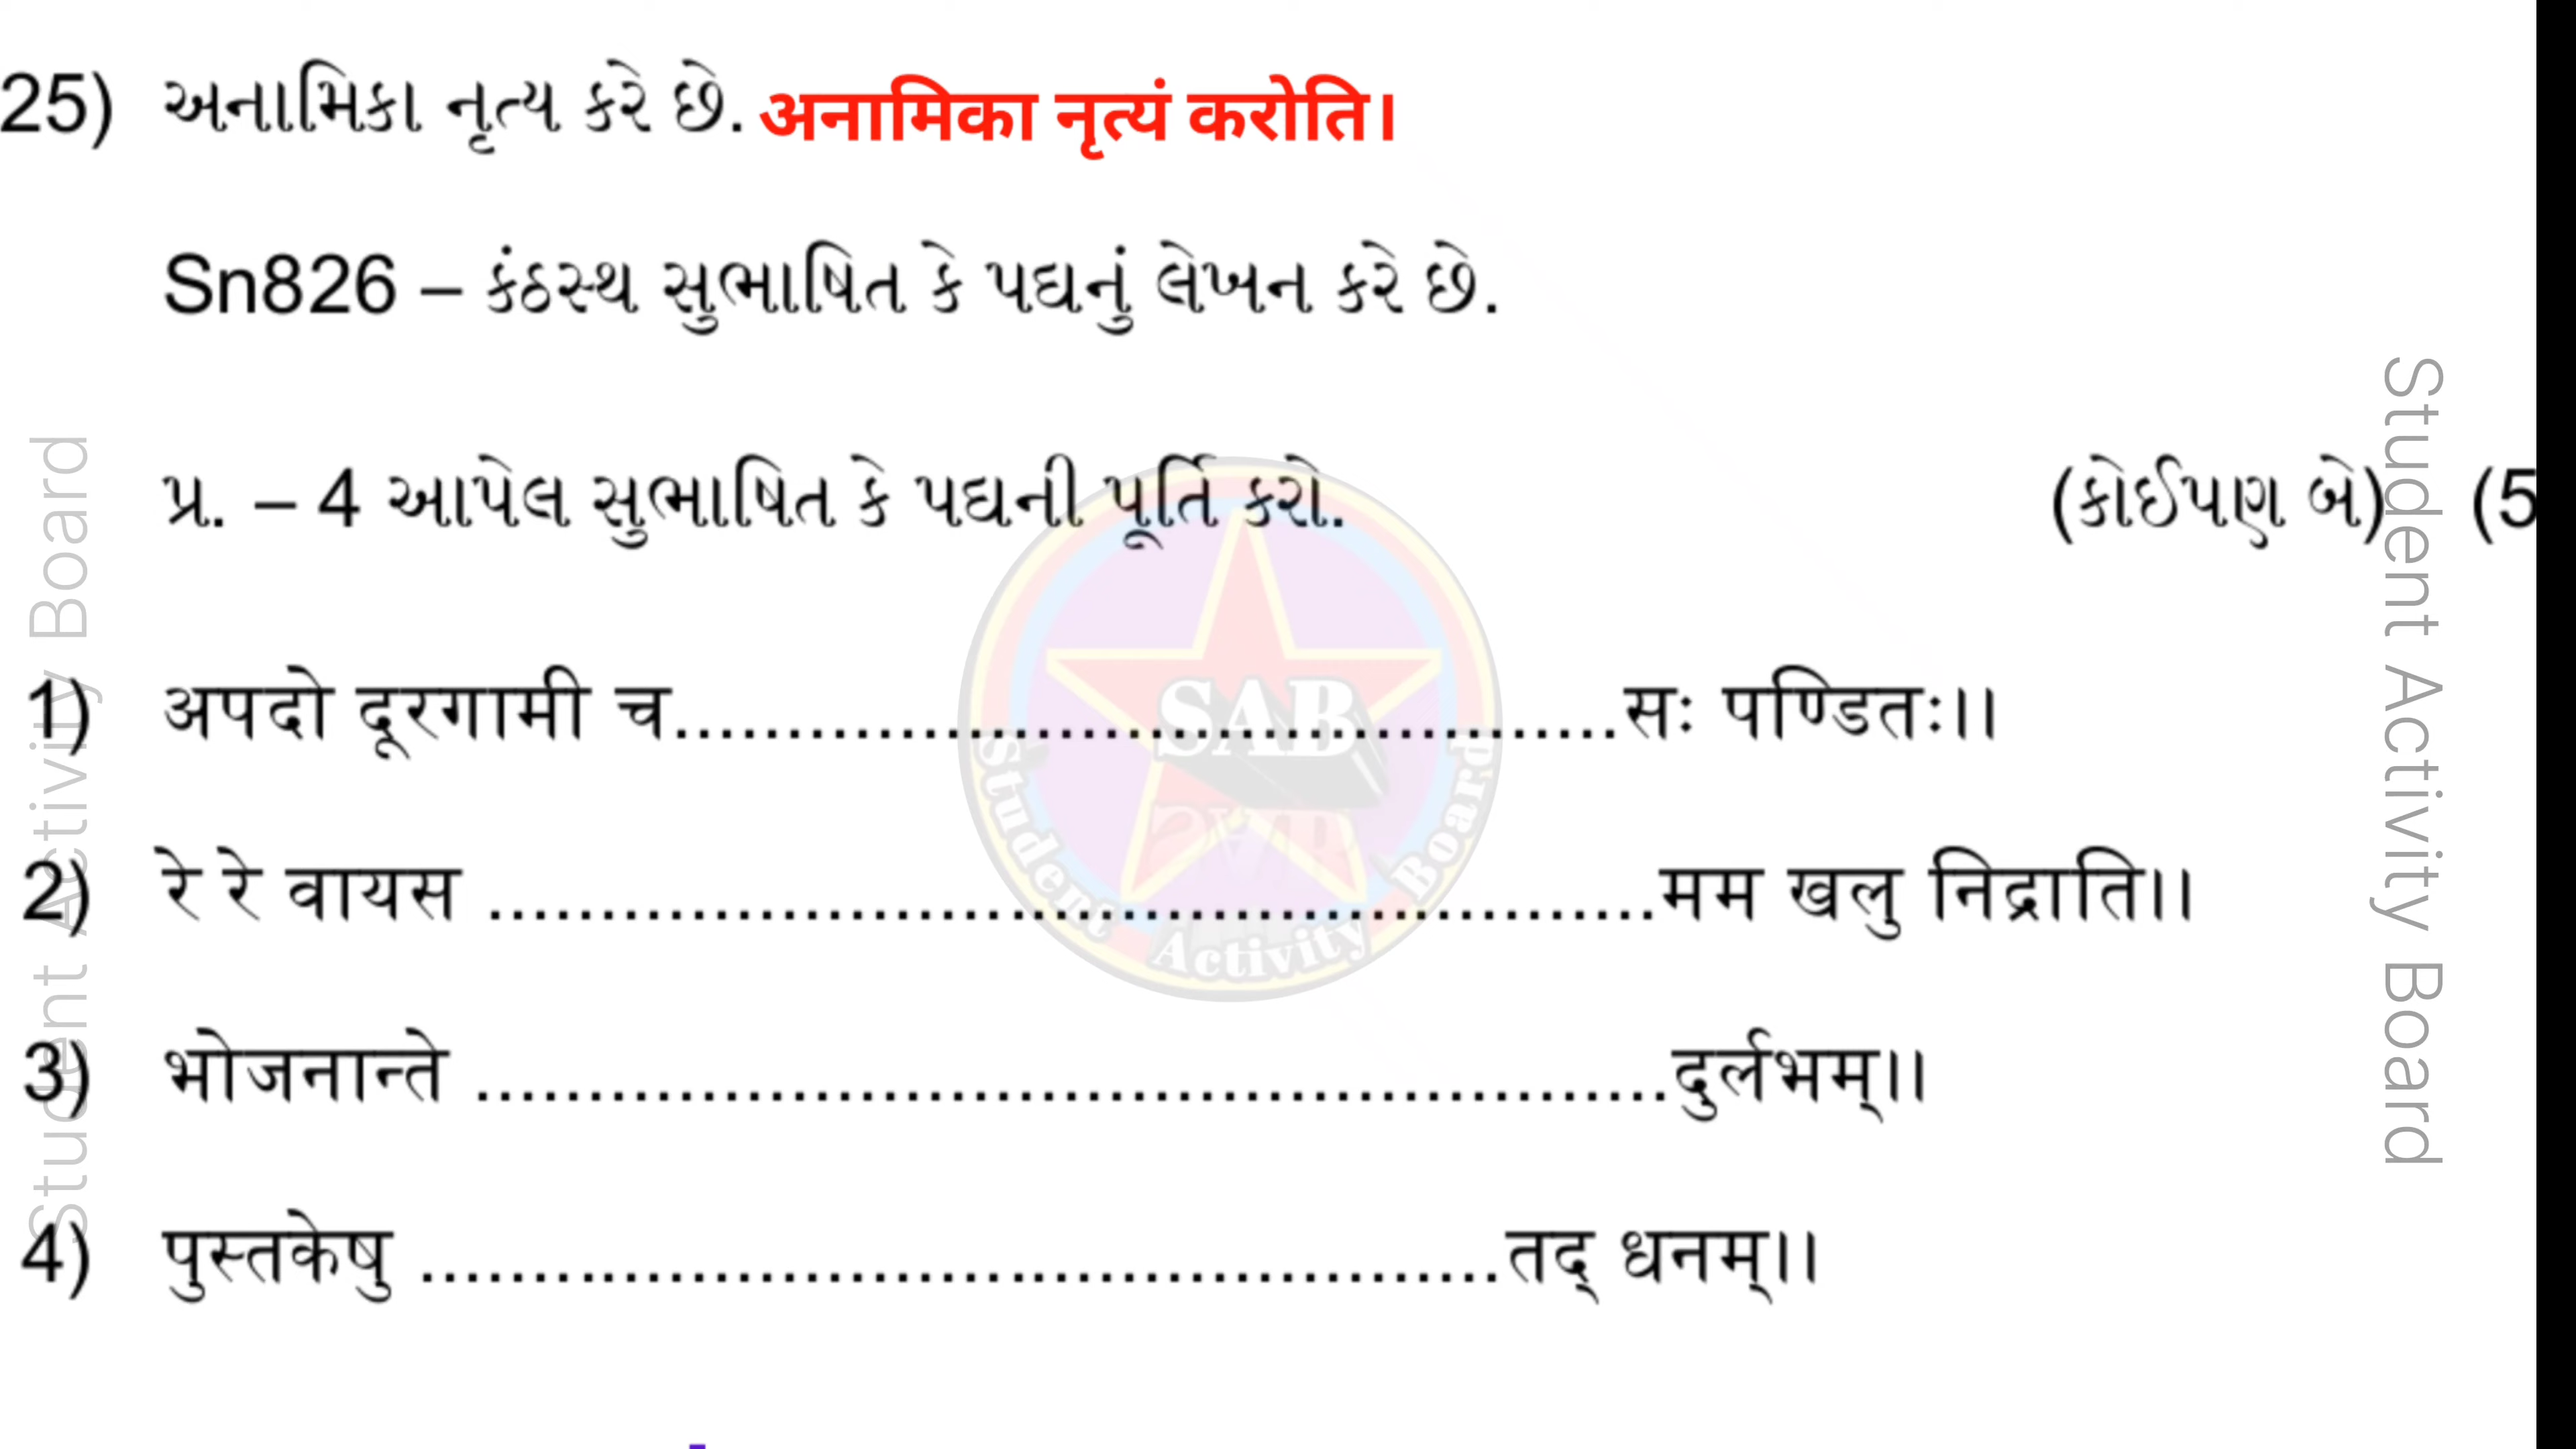 25) અનામિકા નૃત્ય કરે છે. अनामिका नृत्यं करोति।
Sn826 – કંઠસ્થ સુભાષિત કે પદ્યનું લેખન કરે છે.
પ્ર. – 4 આપેલ સુભાષિત કે પદ્યની પૂર્તિ કરો. (કોઈપણ બે) (5
1) अपदो दूरगामी च..........................................सः पण्डितः।।
2) रे रे वायस ....................................................मम खलु निद्राति।।
3) भोजनान्ते .....................................................दुर्लभम्।।
4) पुस्तकेषु ................................................तद् धनम्।।
Student Activity Board
Student Activity Board
SAB
Student Activity Board